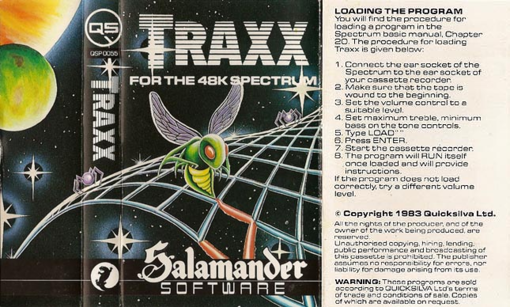 QS
QSP 0055
TRAXX
TRAXX
FOR THE 48K SPECTRUM
Salamander
SOFTWARE
LOADING THE PROGRAM
You will find the procedure for
loading a program in the
Spectrum basic manual, Chapter
20. The procedure for loading
Traxx is given below:
1. Connect the ear socket of the
Spectrum to the ear socket of
your cassette recorder.
2. Make sure that the tape is
wound to the beginning.
3. Set the volume control to a
suitable level.
4. Set maximum treble, minimum
bass on the tone controls.
5. Type LOAD""
6. Press ENTER.
7. Start the cassette recorder.
8. The program will RUN itself
once loaded and will provide
instructions.
If the program does not load
correctly, try a different volume
level.
© Copyright 1983 Quicksilva Ltd.
All the rights of the producer, and of the
owner of the work being produced, are
reserved.
Unauthorised copying, hiring, lending,
public performance and broadcasting of
this cassette is prohibited. The publisher
assumes no responsibility for errors, nor
liability for damage arising from its use.
WARNING: These programs are sold
according to QUICKSILVA Ltd's terms
of trade and conditions of sale. Copies
of which are available on request.